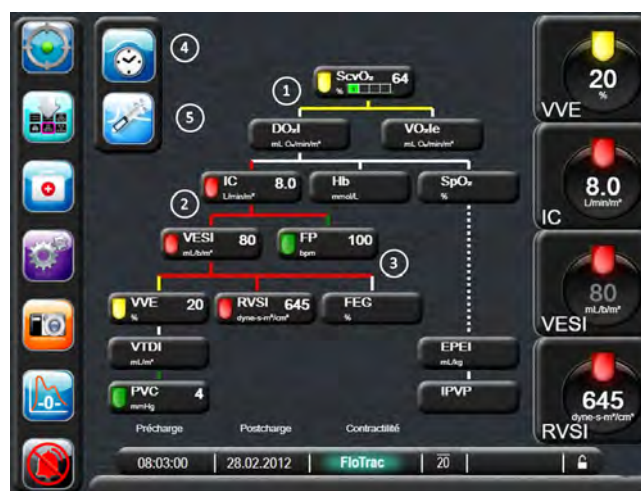 ScvO₂ 64
%
DO₂I
mL O₂/min/m²
VO₂Ie
mL O₂/min/m²
IC 8.0
L/min/m²
Hb
mmol/L
SpO₂
%
VESI 80
mL/b/m²
FP 100
bpm
VVE 20
%
RVSI 645
dyne-s-m²/cm⁵
FEG
%
VTDI
mL/m²
EPEI
mL/kg
PVC 4
mmHg
IPVP
Précharge Postcharge Contractilité
08:03:00 28.02.2012 FloTrac 20
1
2
3
4
5
-0-
20
%
VVE
8.0
L/min/m²
IC
80
mL/b/m²
VESI
645
dyne-s-m²/cm⁵
RVSI